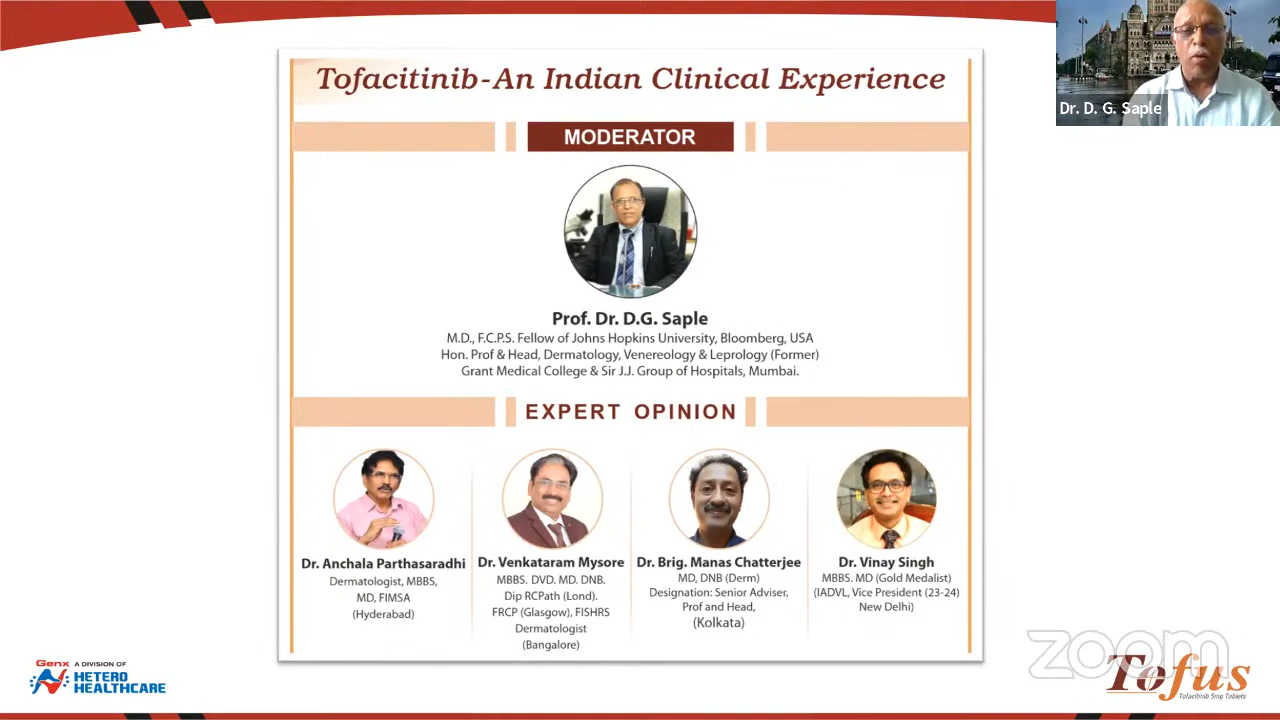 Tofacitinib-An Indian Clinical Experience
Dr. D. G. Saple
MODERATOR
Prof. Dr. D.G. Saple
M.D., F.C.P.S. Fellow of Johns Hopkins University, Bloomberg, USA
Hon. Prof & Head, Dermatology, Venereology & Leprology (Former)
Grant Medical College & Sir J.J. Group of Hospitals, Mumbai.
EXPERT OPINION
Dr. Anchala Parthasaradhi
Dermatologist, MBBS,
MD, FIMSA
(Hyderabad)
Dr. Venkataram Mysore
MBBS. DVD. MD. DNB.
Dip RCPath (Lond).
FRCP (Glasgow), FISHRS
Dermatologist
(Bangalore)
Dr. Brig. Manas Chatterjee
MD, DNB (Derm)
Designation: Senior Adviser,
Prof and Head,
(Kolkata)
Dr. Vinay Singh
MBBS. MD (Gold Medalist)
(IADVL, Vice President (23-24)
New Delhi)
Genx A DIVISION OF
HETERO
HEALTHCARE
zoom
Tofus
Tofacitinib 5mg Tablets